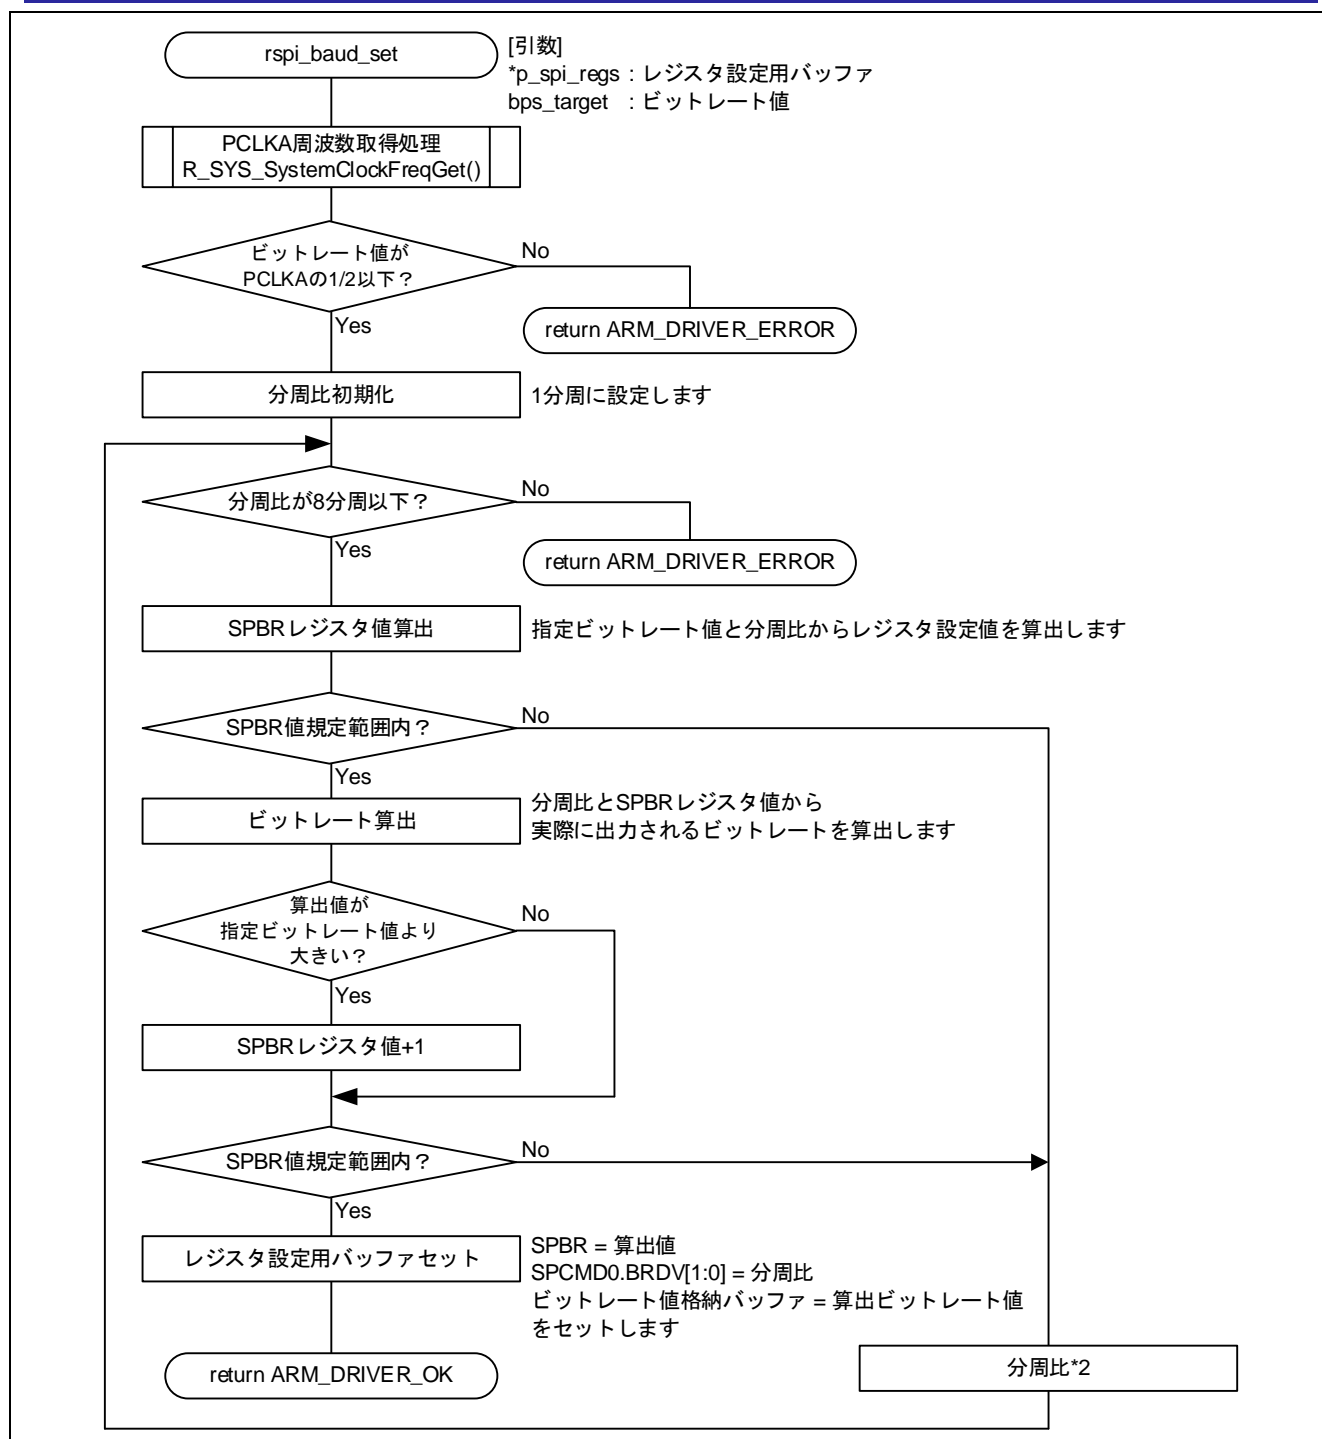 rspi_baud_set
[引数]
*p_spi_regs：レジスタ設定用バッファ
bps_target ：ビットレート値
PCLKA周波数取得処理
R_SYS_SystemClockFreqGet()
ビットレート値が
PCLKAの1/2以下？
No
Yes
return ARM_DRIVER_ERROR
分周比初期化
1分周に設定します
分周比が8分周以下？
No
Yes
return ARM_DRIVER_ERROR
SPBRレジスタ値算出
指定ビットレート値と分周比からレジスタ設定値を算出します
SPBR値規定範囲内？
No
Yes
ビットレート算出
分周比とSPBRレジスタ値から
実際に出力されるビットレートを算出します
算出値が
指定ビットレート値より
大きい？
No
Yes
SPBRレジスタ値+1
SPBR値規定範囲内？
No
Yes
レジスタ設定用バッファセット
SPBR = 算出値
SPCMD0.BRDV[1:0] = 分周比
ビットレート値格納バッファ = 算出ビットレート値
をセットします
return ARM_DRIVER_OK
分周比*2